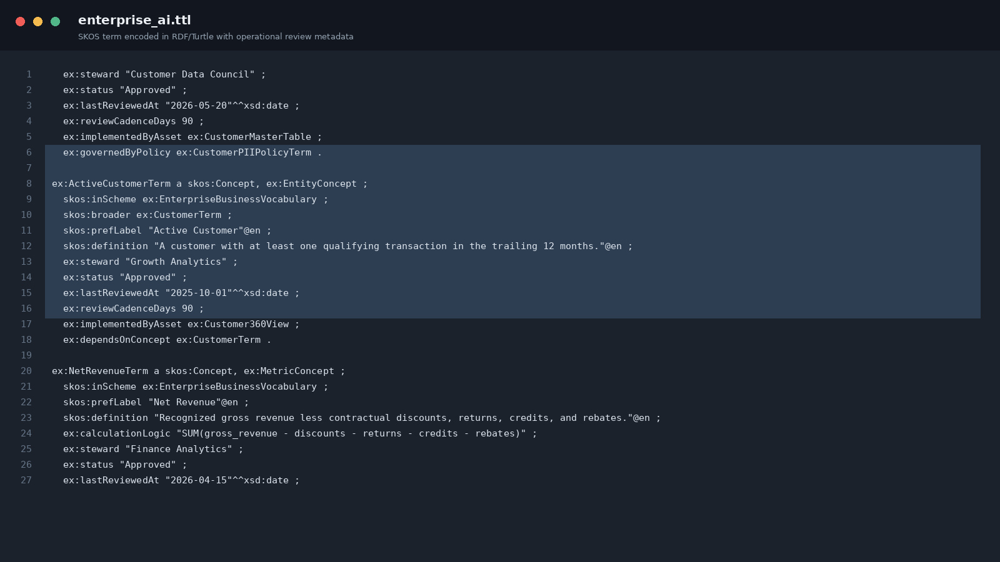 enterprise_ai.ttl
SKOS term encoded in RDF/Turtle with operational review metadata
1 ex:steward "Customer Data Council" ;
2 ex:status "Approved" ;
3 ex:lastReviewedAt "2026-05-20"^^xsd:date ;
4 ex:reviewCadenceDays 90 ;
5 ex:implementedByAsset ex:CustomerMasterTable ;
6 ex:governedByPolicy ex:CustomerPIIPolicyTerm .
7
8 ex:ActiveCustomerTerm a skos:Concept, ex:EntityConcept ;
9 skos:inScheme ex:EnterpriseBusinessVocabulary ;
10 skos:broader ex:CustomerTerm ;
11 skos:prefLabel "Active Customer"@en ;
12 skos:definition "A customer with at least one qualifying transaction in the trailing 12 months."@en ;
13 ex:steward "Growth Analytics" ;
14 ex:status "Approved" ;
15 ex:lastReviewedAt "2025-10-01"^^xsd:date ;
16 ex:reviewCadenceDays 90 ;
17 ex:implementedByAsset ex:Customer360View ;
18 ex:dependsOnConcept ex:CustomerTerm .
19
20 ex:NetRevenueTerm a skos:Concept, ex:MetricConcept ;
21 skos:inScheme ex:EnterpriseBusinessVocabulary ;
22 skos:prefLabel "Net Revenue"@en ;
23 skos:definition "Recognized gross revenue less contractual discounts, returns, credits, and rebates."@en ;
24 ex:calculationLogic "SUM(gross_revenue - discounts - returns - credits - rebates)" ;
25 ex:steward "Finance Analytics" ;
26 ex:status "Approved" ;
27 ex:lastReviewedAt "2026-04-15"^^xsd:date ;